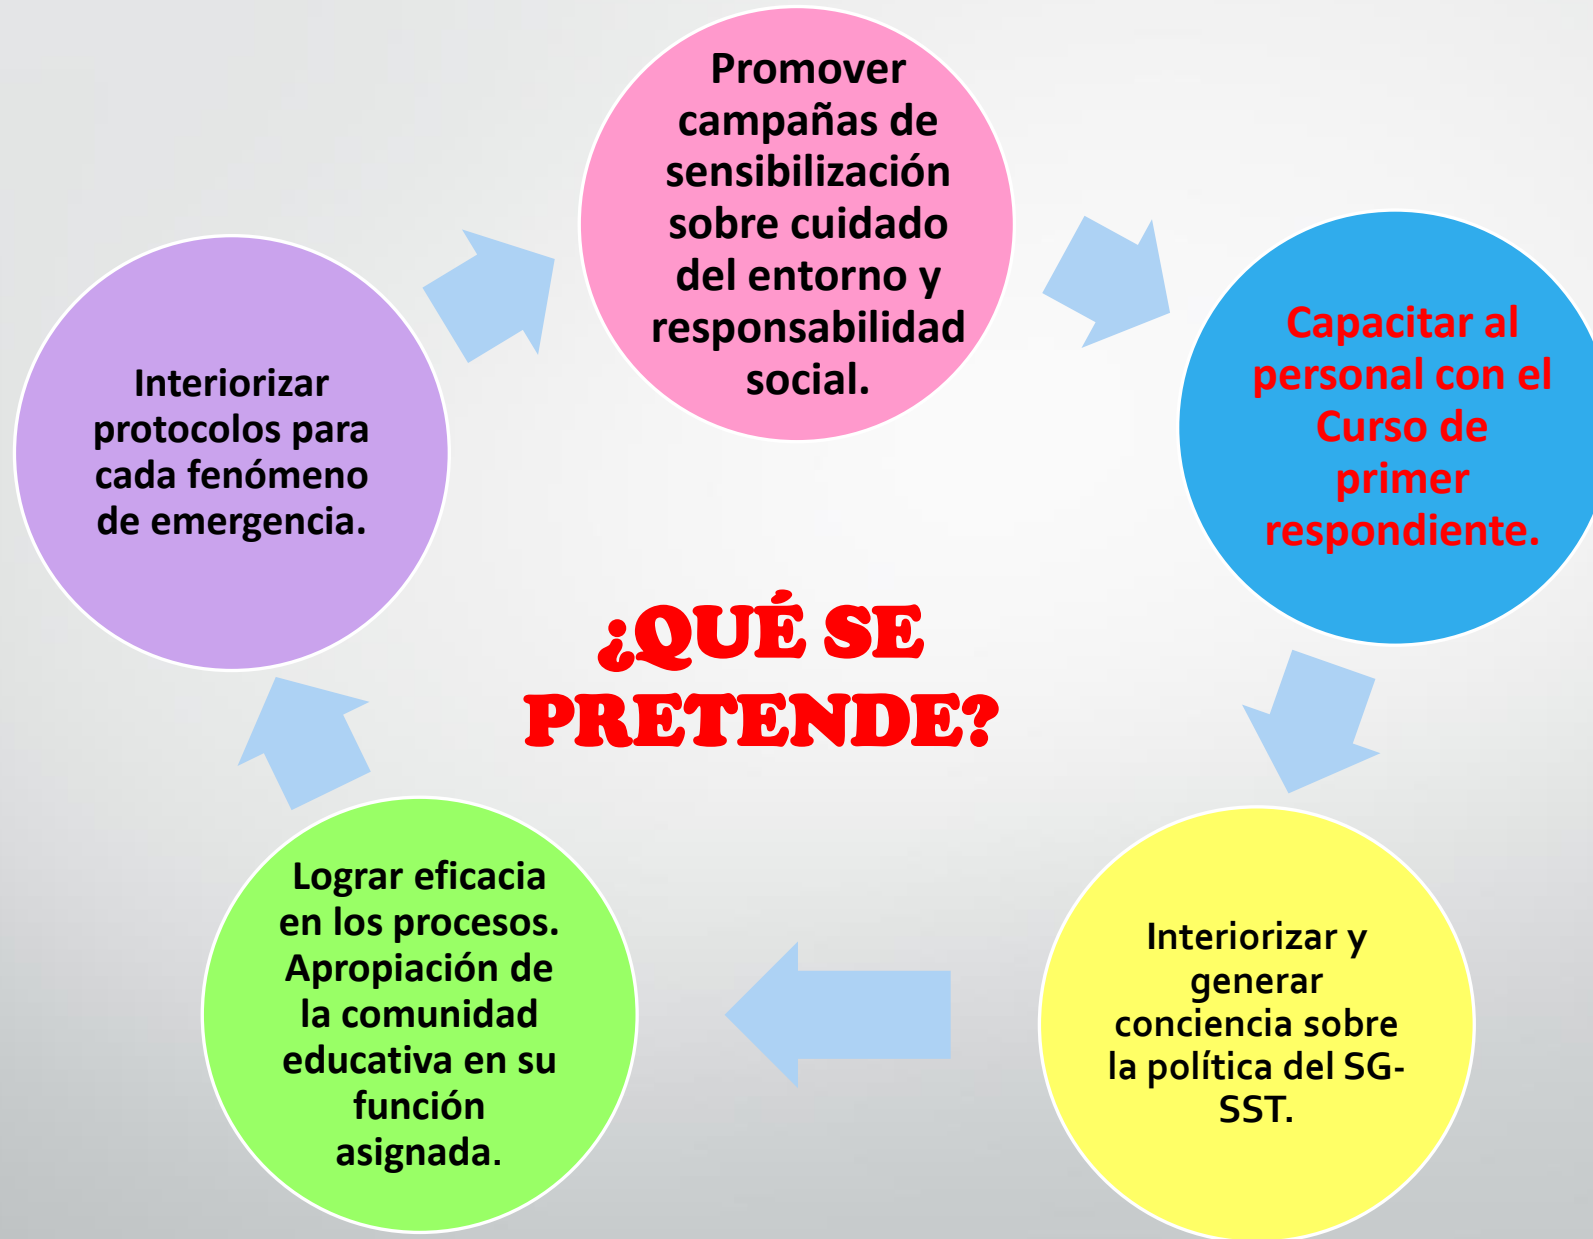 Promover
campañas de
sensibilización
sobre cuidado
del entorno y
responsabilidad
social.
Capacitar al
personal con el
Curso de
primer
respondiente.
Interiorizar y
generar
conciencia sobre
la política del SG-
SST.
Lograr eficacia
en los procesos.
Apropiación de
la comunidad
educativa en su
función
asignada.
Interiorizar
protocolos para
cada fenómeno
de emergencia.
¿QUÉ SE
PRETENDE?